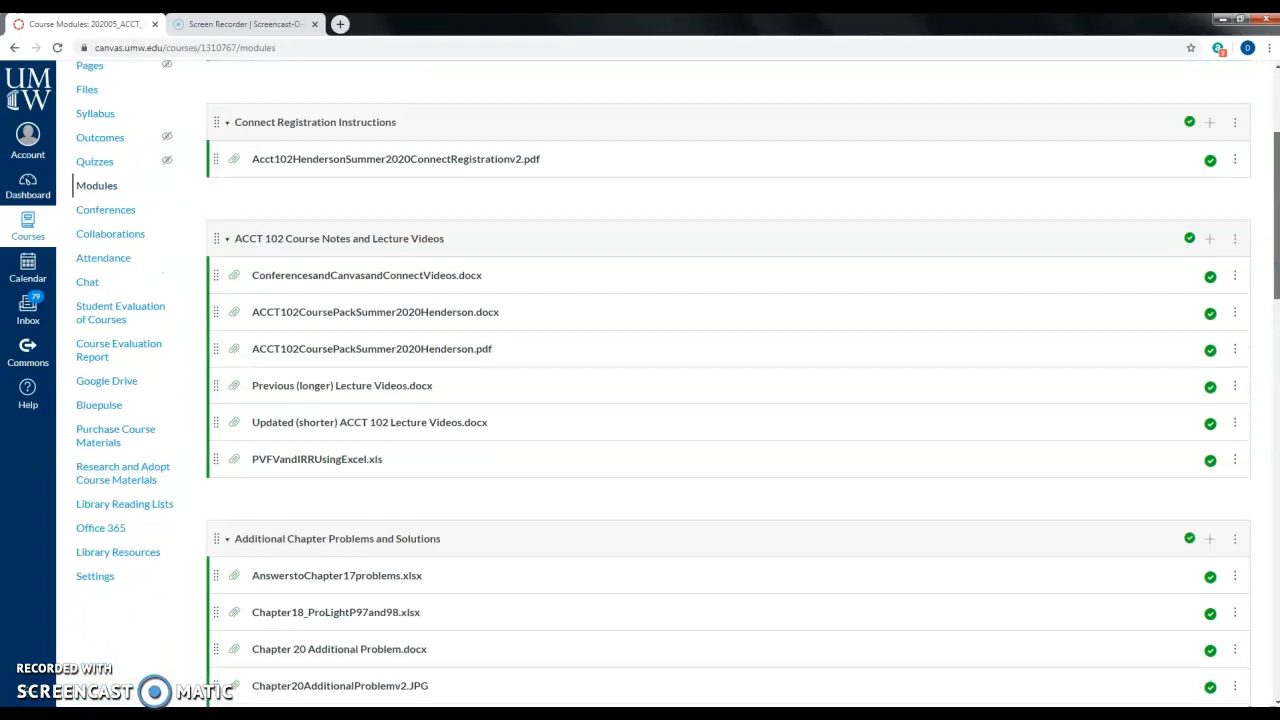 Course Modules: 202005_ACCT_
Screen Recorder | Screencast-O-
canvas.umw.edu/courses/1310767/modules
D
7
UM
W
Account
Dashboard
Courses
Calendar
79
Inbox
Commons
Help
Pages
Files
Syllabus
Outcomes
Quizzes
Modules
Conferences
Collaborations
Attendance
Chat
Student Evaluation
of Courses
Course Evaluation
Report
Google Drive
Bluepulse
Purchase Course
Materials
Research and Adopt
Course Materials
Library Reading Lists
Office 365
Library Resources
Settings
Connect Registration Instructions
Acct102HendersonSummer2020ConnectRegistrationv2.pdf
ACCT 102 Course Notes and Lecture Videos
ConferencesandCanvasandConnectVideos.docx
ACCT102CoursePackSummer2020Henderson.docx
ACCT102CoursePackSummer2020Henderson.pdf
Previous (longer) Lecture Videos.docx
Updated (shorter) ACCT 102 Lecture Videos.docx
PVFVandIRRUsingExcel.xls
Additional Chapter Problems and Solutions
AnswerstoChapter17problems.xlsx
Chapter18_ProLightP97and98.xlsx
Chapter 20 Additional Problem.docx
Chapter20AdditionalProblemv2.JPG
RECORDED WITH
SCREENCAST MATIC